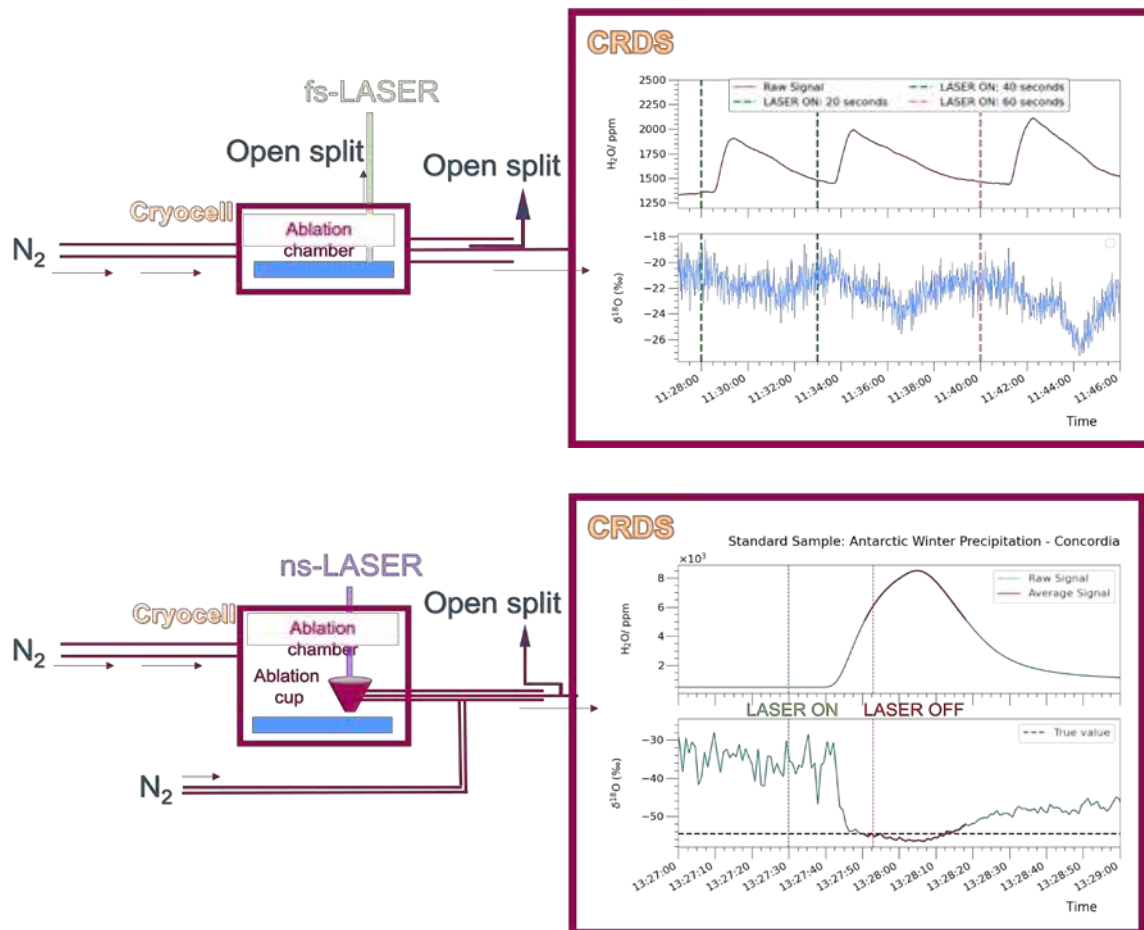 CRDS
fs-LASER
Open split
Open split
Cryocell
Ablation
chamber
N₂
Raw Signal
LASER ON: 20 seconds
LASER ON: 40 seconds
LASER ON: 60 seconds
H₂O/ ppm
2500
2250
2000
1750
1500
1250
δ¹⁸O (‰)
−18
−20
−22
−24
−26
11:28:00
11:30:00
11:32:00
11:34:00
11:36:00
11:38:00
11:40:00
11:42:00
11:44:00
11:46:00
Time
CRDS
ns-LASER
Open split
Cryocell
Ablation
chamber
Ablation
cup
N₂
N₂
Standard Sample: Antarctic Winter Precipitation - Concordia
×10³
Raw Signal
Average Signal
H₂O/ ppm
8
6
4
2
LASER ON
LASER OFF
True value
δ¹⁸O (‰)
−30
−40
−50
13:27:00
13:27:10
13:27:20
13:27:30
13:27:40
13:27:50
13:28:00
13:28:10
13:28:20
13:28:30
13:28:40
13:28:50
13:29:00
Time